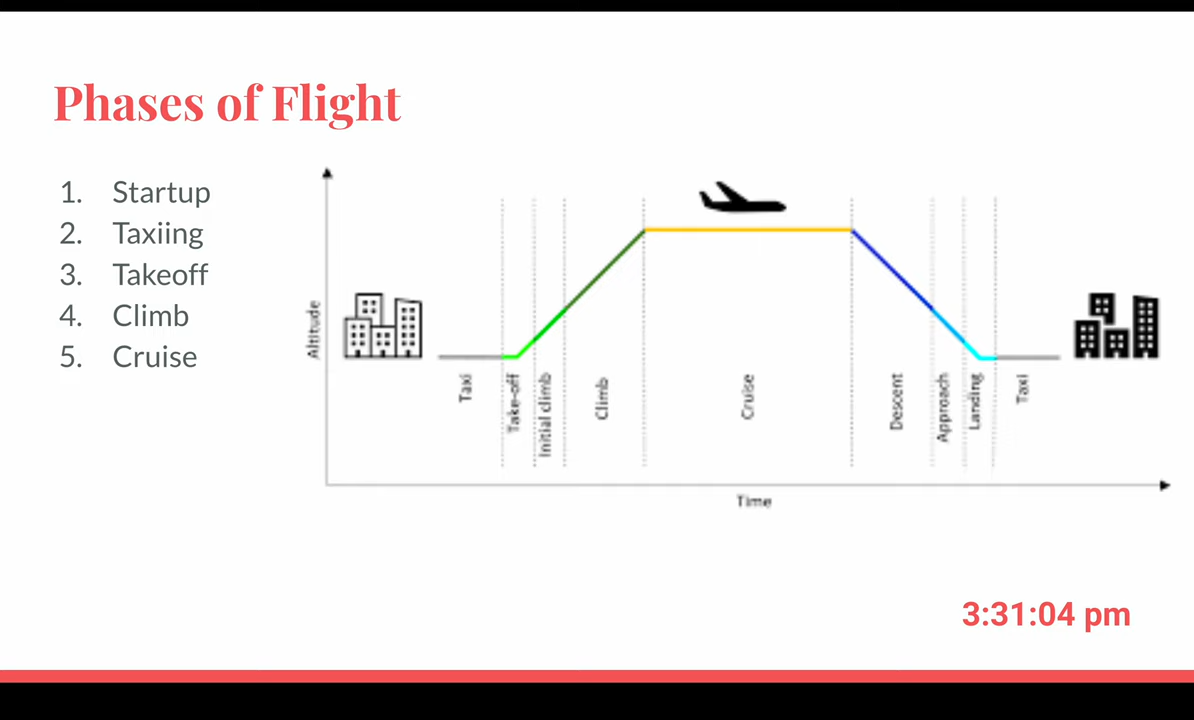 Phases of Flight
1. Startup
2. Taxiing
3. Takeoff
4. Climb
5. Cruise
Altitude
Taxi
Take-off
Initial climb
Climb
Cruise
Descent
Approach
Landing
Taxi
Time
3:31:04 pm